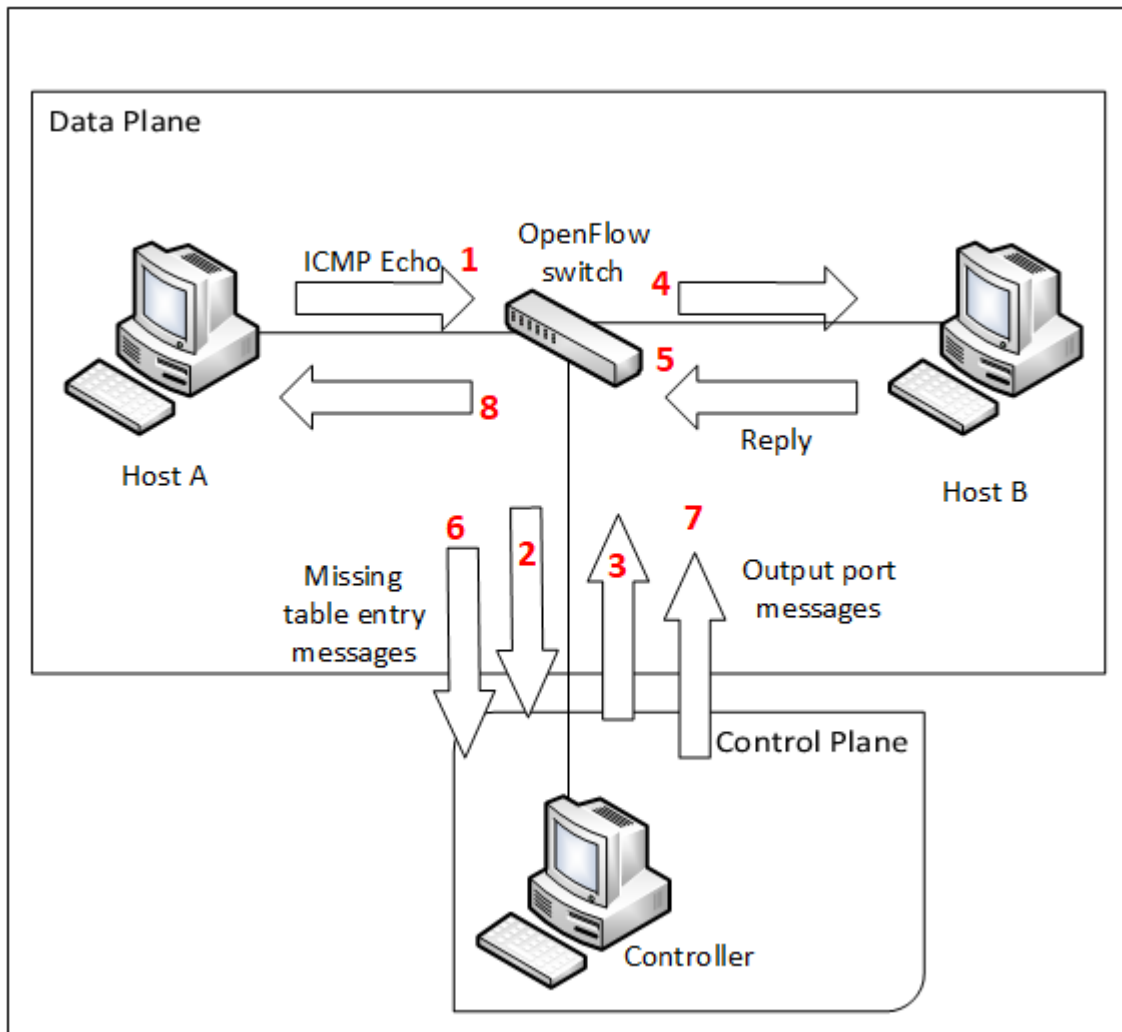 Data Plane
OpenFlow
switch
ICMP Echo
1
4
5
8
Reply
Host A
Host B
6
2
3
7
Missing
table entry
messages
Output port
messages
Control Plane
Controller